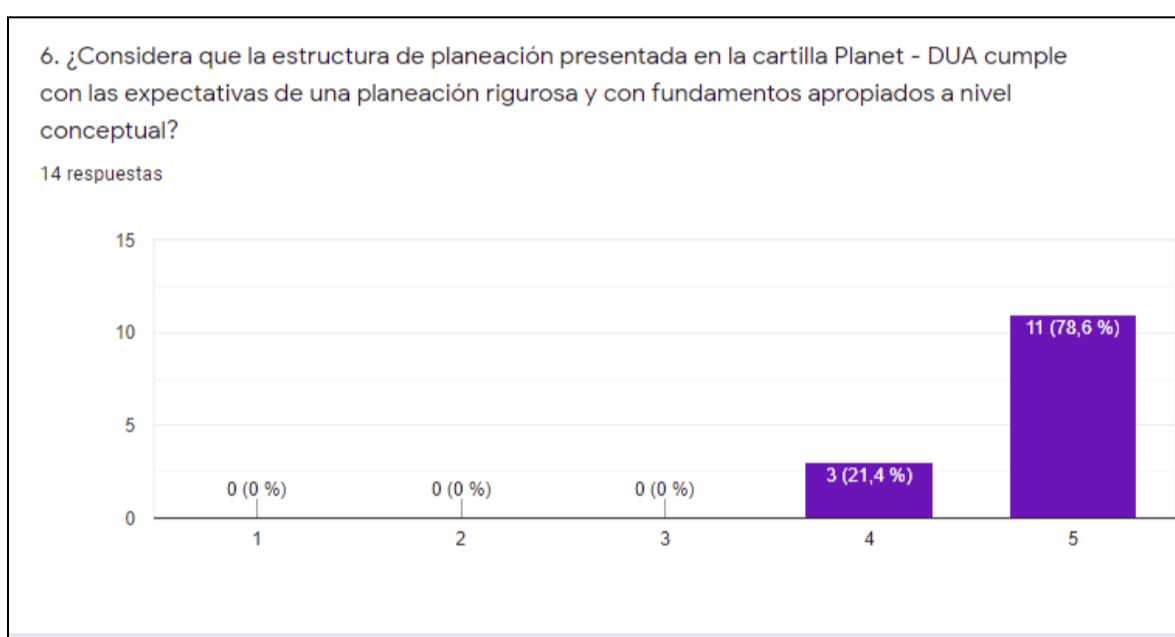 6. ¿Considera que la estructura de planeación presentada en la cartilla Planet - DUA cumple
con las expectativas de una planeación rigurosa y con fundamentos apropiados a nivel
conceptual?
14 respuestas
15
10
5
0
0 (0 %)
0 (0 %)
0 (0 %)
3 (21,4 %)
11 (78,6 %)
1
2
3
4
5